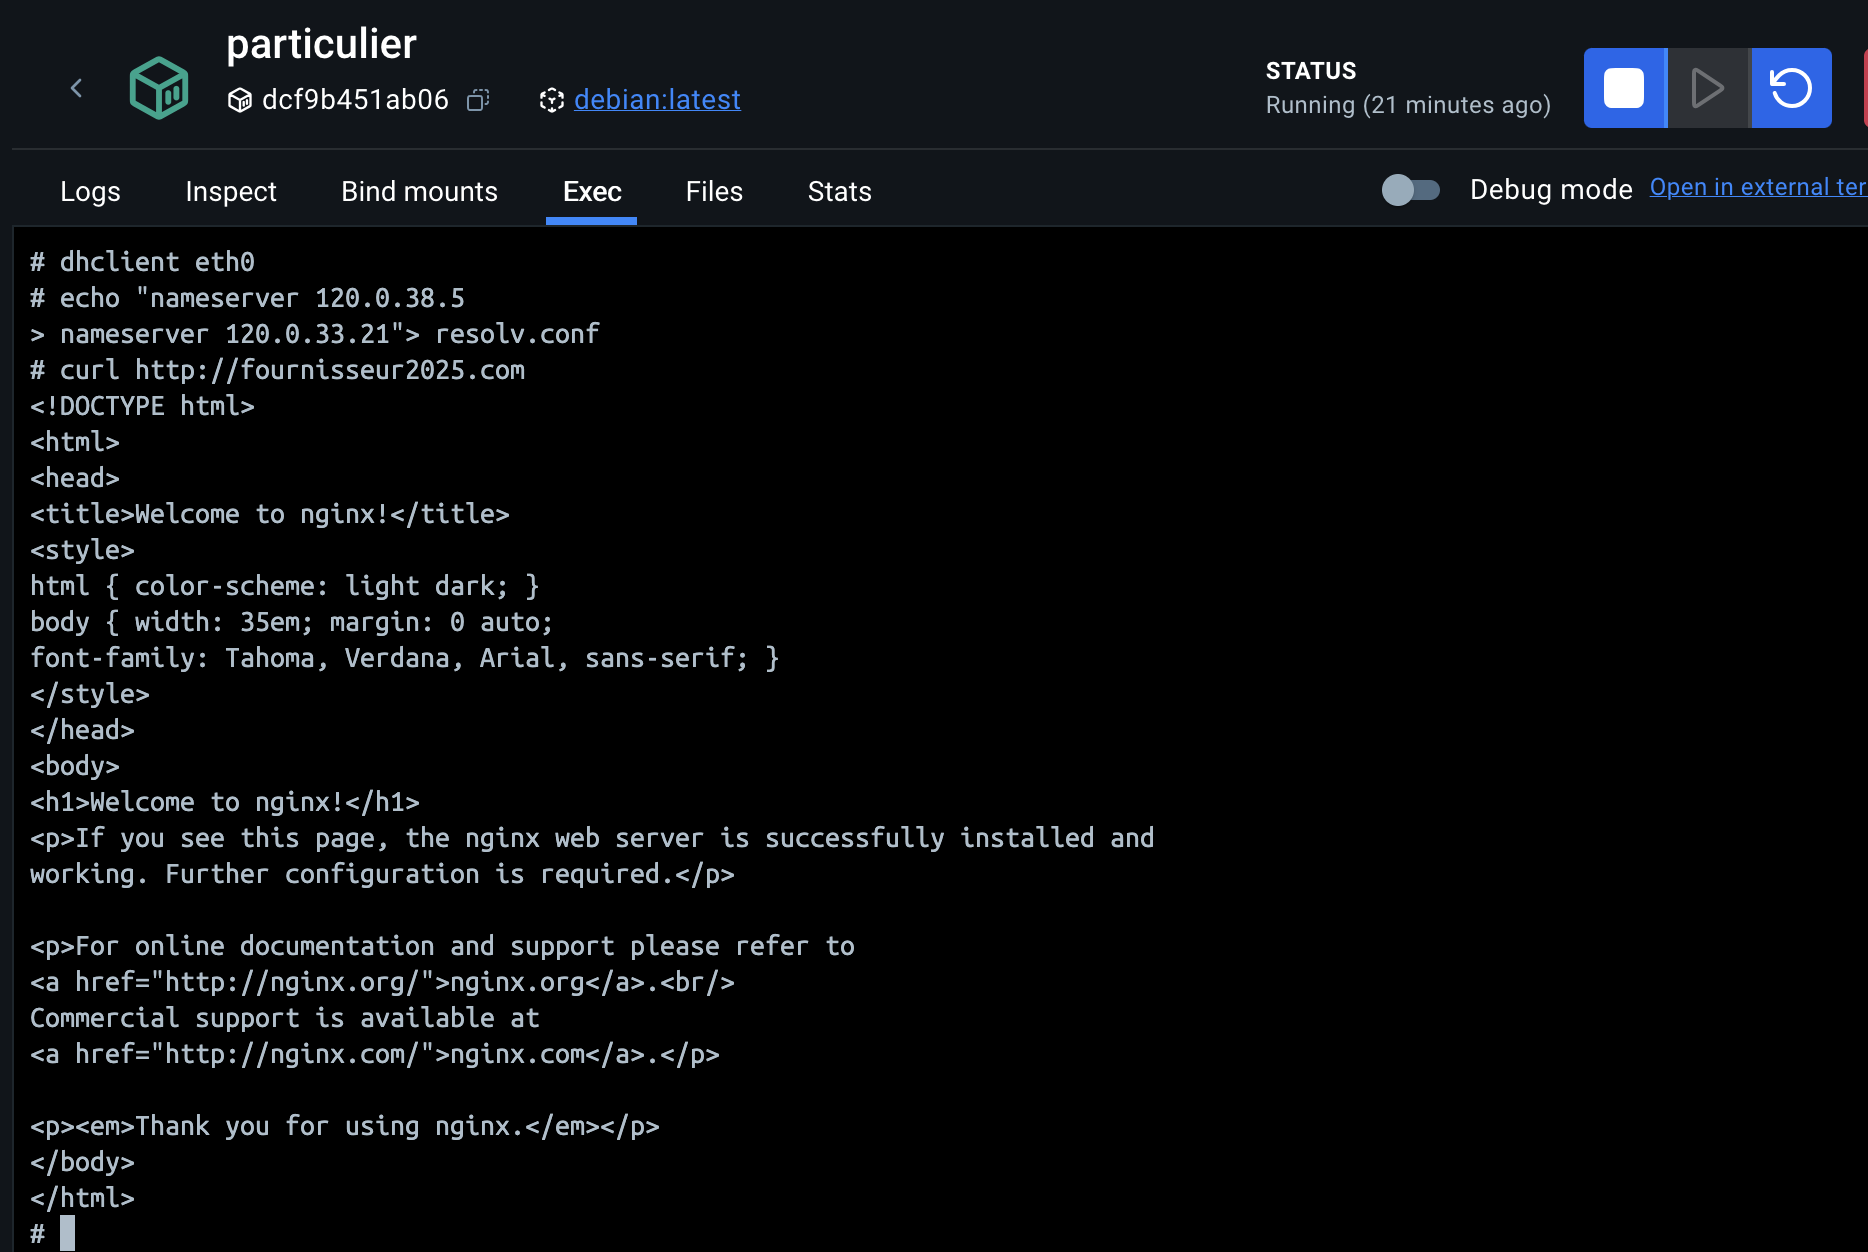 particulier
dcf9b451ab06
debian:latest
STATUS
Running (21 minutes ago)
Logs
Inspect
Bind mounts
Exec
Files
Stats
Debug mode
Open in external ter
# dhclient eth0
# echo "nameserver 120.0.38.5
> nameserver 120.0.33.21"> resolv.conf
# curl http://fournisseur2025.com
<!DOCTYPE html>
<html>
<head>
<title>Welcome to nginx!</title>
<style>
html { color-scheme: light dark; }
body { width: 35em; margin: 0 auto;
font-family: Tahoma, Verdana, Arial, sans-serif; }
</style>
</head>
<body>
<h1>Welcome to nginx!</h1>
<p>If you see this page, the nginx web server is successfully installed and
working. Further configuration is required.</p>

<p>For online documentation and support please refer to
<a href="http://nginx.org/">nginx.org</a>.<br/>
Commercial support is available at
<a href="http://nginx.com/">nginx.com</a>.</p>

<p><em>Thank you for using nginx.</em></p>
</body>
</html>
#